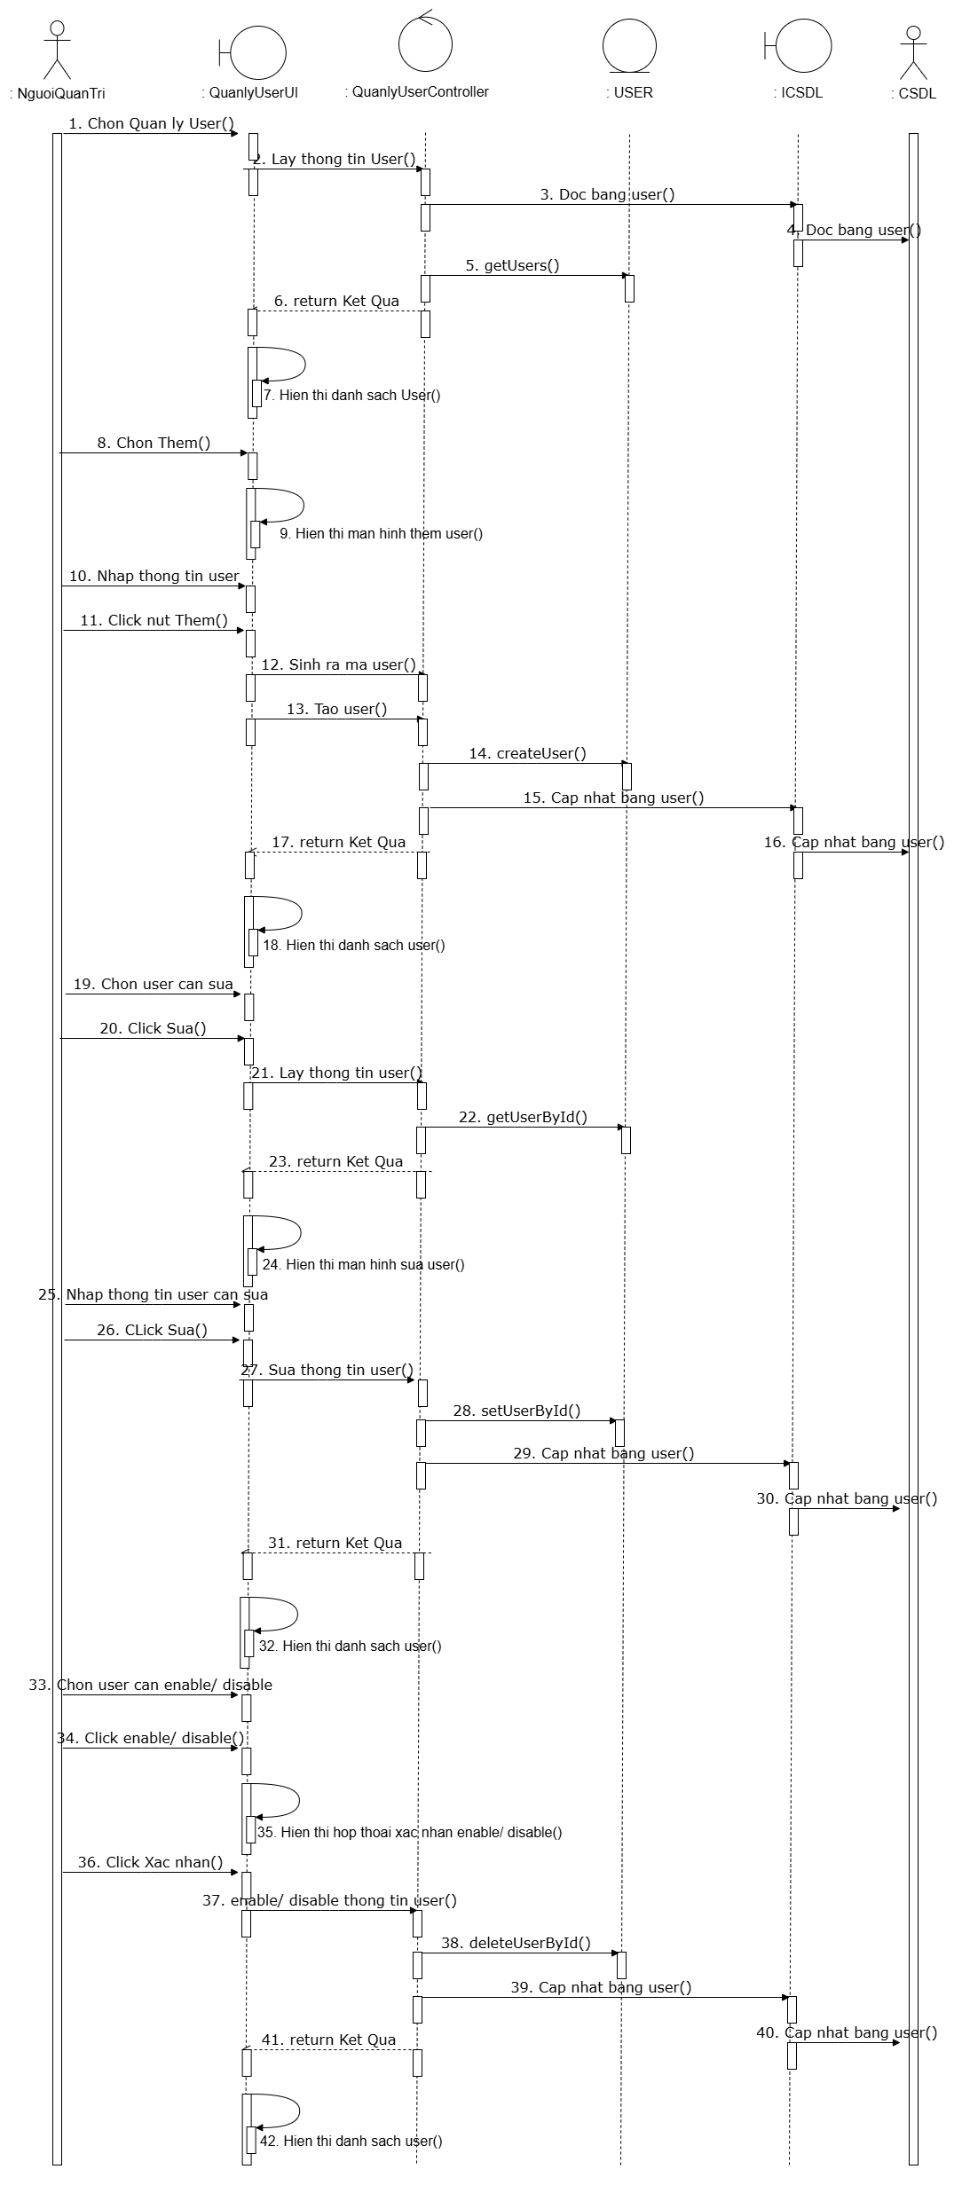 : NguoiQuanTri
: QuanlyUserUI
: QuanlyUserController
: USER
: ICSDL
: CSDL
1. Chon Quan ly User()
2. Lay thong tin User()
3. Doc bang user()
4. Doc bang user()
5. getUsers()
6. return Ket Qua
7. Hien thi danh sach User()
8. Chon Them()
9. Hien thi man hinh them user()
10. Nhap thong tin user
11. Click nut Them()
12. Sinh ra ma user()
13. Tao user()
14. createUser()
15. Cap nhat bang user()
17. return Ket Qua
16. Cap nhat bang user()
18. Hien thi danh sach user()
19. Chon user can sua
20. Click Sua()
21. Lay thong tin user()
22. getUserById()
23. return Ket Qua
24. Hien thi man hinh sua user()
25. Nhap thong tin user can sua
26. CLick Sua()
27. Sua thong tin user()
28. setUserById()
29. Cap nhat bang user()
30. Cap nhat bang user()
31. return Ket Qua
32. Hien thi danh sach user()
33. Chon user can enable/ disable
34. Click enable/ disable()
35. Hien thi hop thoai xac nhan enable/ disable()
36. Click Xac nhan()
37. enable/ disable thong tin user()
38. deleteUserById()
39. Cap nhat bang user()
40. Cap nhat bang user()
41. return Ket Qua
42. Hien thi danh sach user()